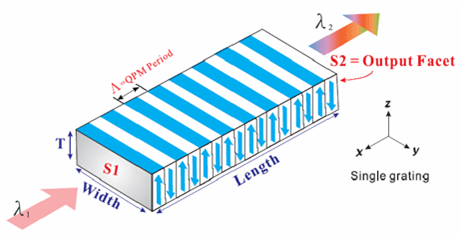 λ₂
S2 = Output Facet
Λ=QPM Period
T
S1
Width
Length
λ₁
z
x
y
Single grating